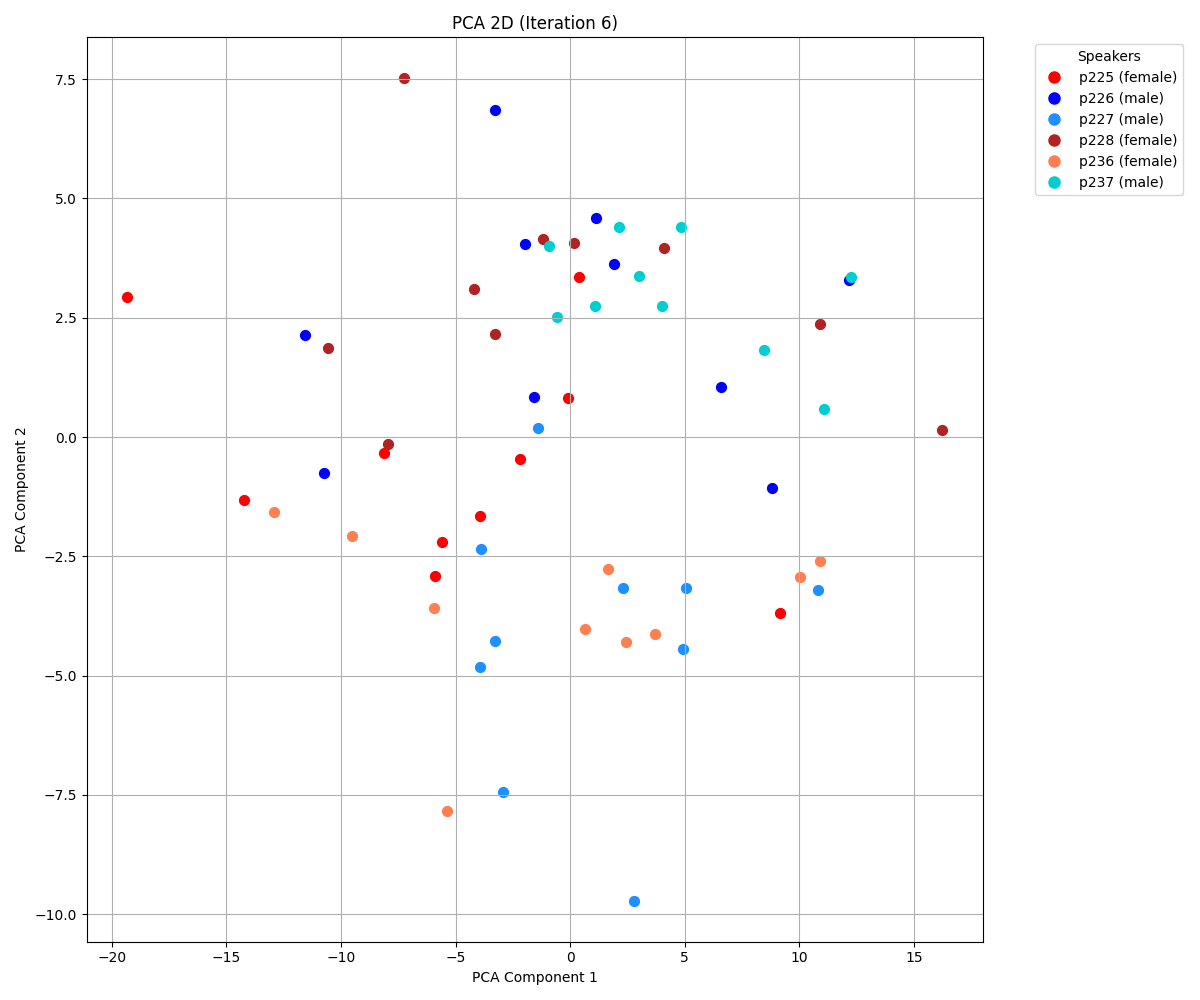 PCA 2D (Iteration 6)
Speakers
p225 (female)
p226 (male)
p227 (male)
p228 (female)
p236 (female)
p237 (male)
PCA Component 2
7.5
5.0
2.5
0.0
−2.5
−5.0
−7.5
−10.0
−20 −15 −10 −5 0 5 10 15
PCA Component 1